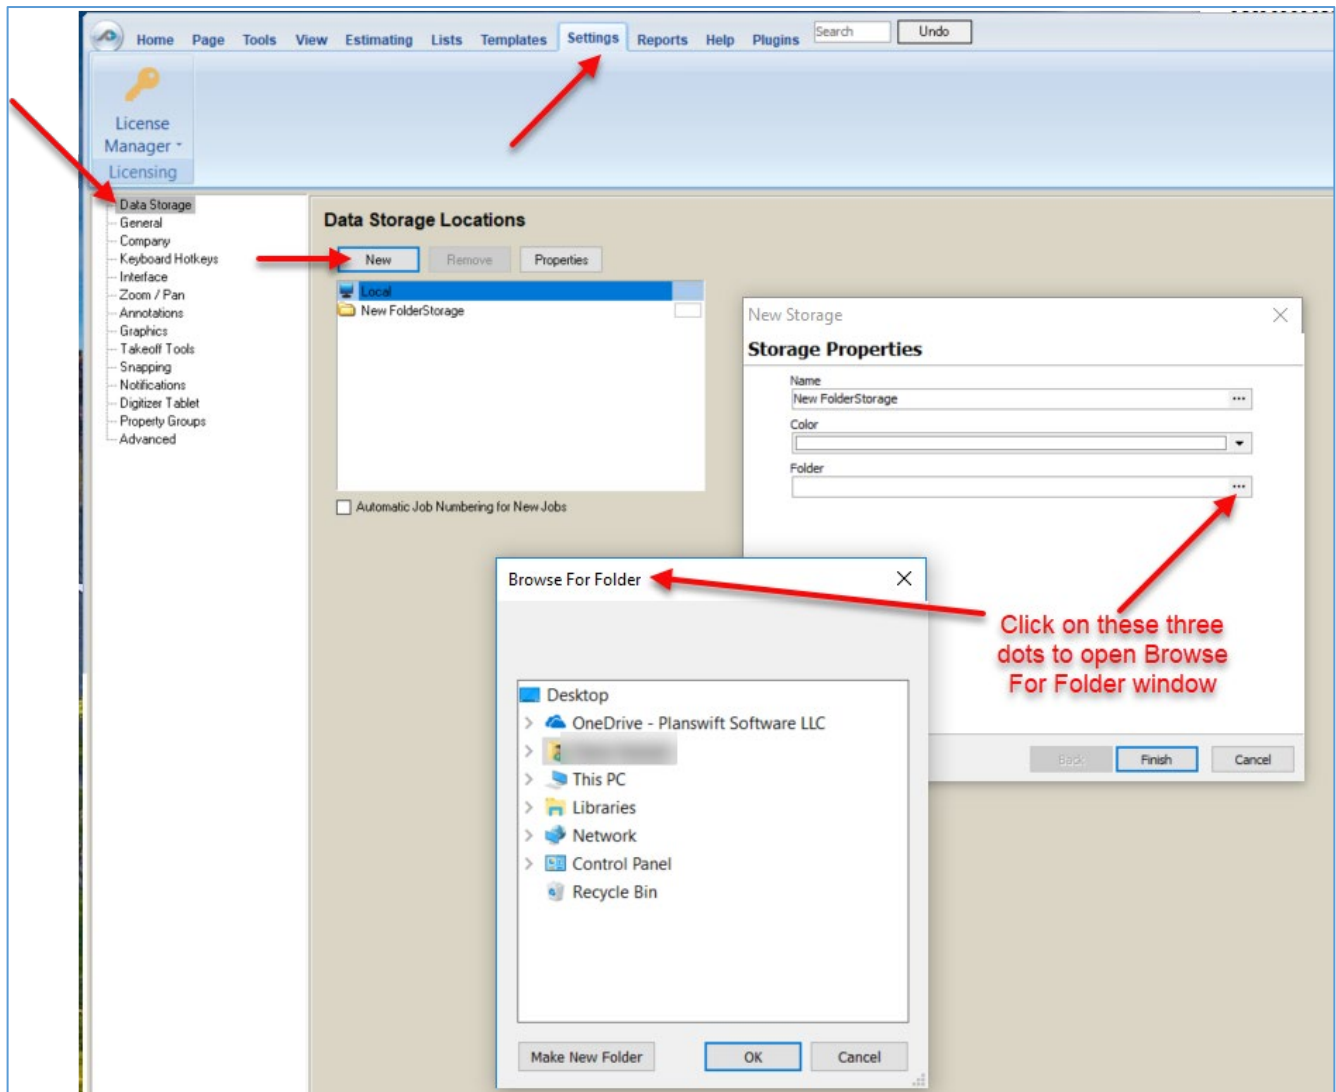 Home Page Tools View Estimating Lists Templates Settings Reports Help Plugins Search Undo
License
Manager
Licensing
Data Storage
General
Company
Keyboard Hotkeys
Interface
Zoom / Pan
Annotations
Graphics
Takeoff Tools
Snapping
Notifications
Digitizer Tablet
Property Groups
Advanced
Data Storage Locations
New Remove Properties
Local
New FolderStorage
Automatic Job Numbering for New Jobs
New Storage
Storage Properties
Name
New FolderStorage
Color
Folder
Click on these three
dots to open Browse
For Folder window
Back Finish Cancel
Browse For Folder
Desktop
OneDrive - Planswift Software LLC
This PC
Libraries
Network
Control Panel
Recycle Bin
Make New Folder OK Cancel